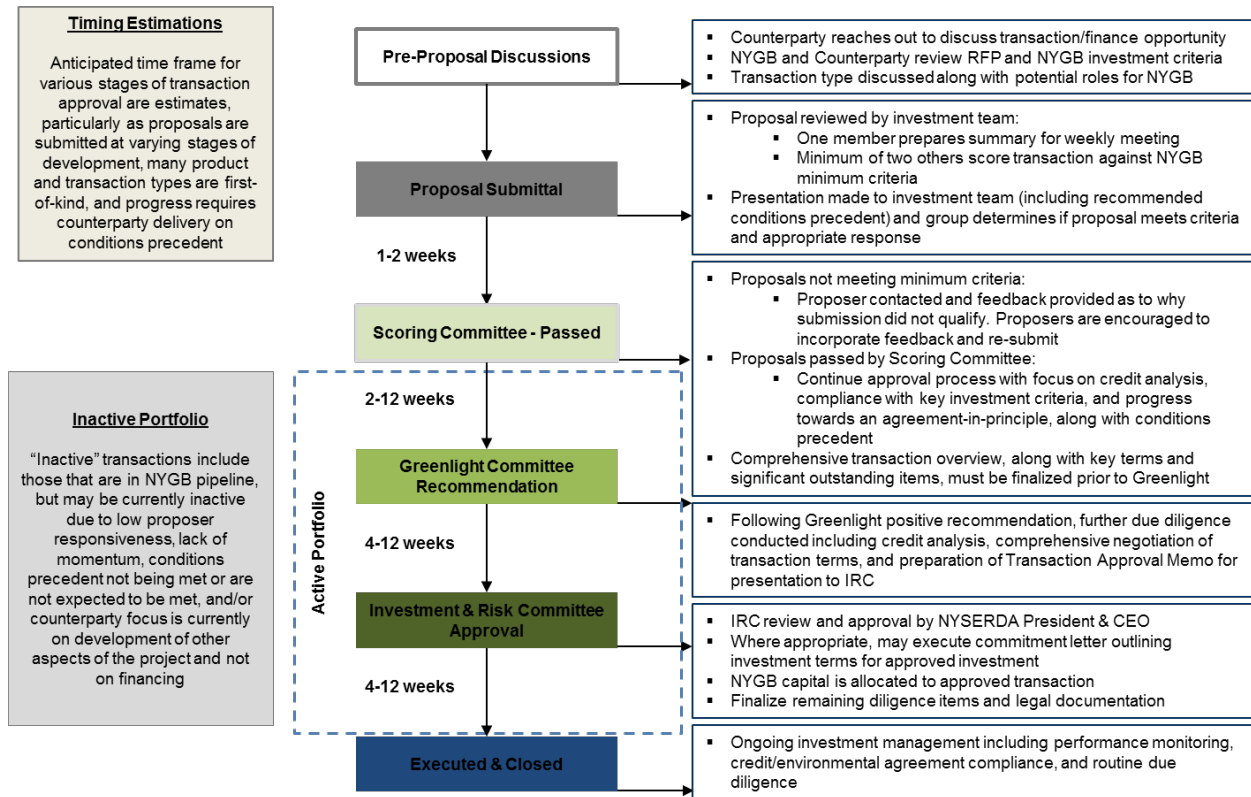 Timing Estimations
Anticipated time frame for
various stages of transaction
approval are estimates,
particularly as proposals are
submitted at varying stages of
development, many product
and transaction types are first-
of-kind, and progress requires
counterparty delivery on
conditions precedent
Inactive Portfolio
“Inactive” transactions include
those that are in NYGB pipeline,
but may be currently inactive
due to low proposer
responsiveness, lack of
momentum, conditions
precedent not being met or are
not expected to be met, and/or
counterparty focus is currently
on development of other
aspects of the project and not
on financing
Pre-Proposal Discussions
Proposal Submittal
1-2 weeks
Scoring Committee - Passed
Active Portfolio
2-12 weeks
Greenlight Committee
Recommendation
4-12 weeks
Investment & Risk Committee
Approval
4-12 weeks
Executed & Closed
▪ Counterparty reaches out to discuss transaction/finance opportunity
▪ NYGB and Counterparty review RFP and NYGB investment criteria
▪ Transaction type discussed along with potential roles for NYGB
▪ Proposal reviewed by investment team:
▪ One member prepares summary for weekly meeting
▪ Minimum of two others score transaction against NYGB
minimum criteria
▪ Presentation made to investment team (including recommended
conditions precedent) and group determines if proposal meets criteria
and appropriate response
▪ Proposals not meeting minimum criteria:
▪ Proposer contacted and feedback provided as to why
submission did not qualify. Proposers are encouraged to
incorporate feedback and re-submit
▪ Proposals passed by Scoring Committee:
▪ Continue approval process with focus on credit analysis,
compliance with key investment criteria, and progress
towards an agreement-in-principle, along with conditions
precedent
▪ Comprehensive transaction overview, along with key terms and
significant outstanding items, must be finalized prior to Greenlight
▪ Following Greenlight positive recommendation, further due diligence
conducted including credit analysis, comprehensive negotiation of
transaction terms, and preparation of Transaction Approval Memo for
presentation to IRC
▪ IRC review and approval by NYSERDA President & CEO
▪ Where appropriate, may execute commitment letter outlining
investment terms for approved investment
▪ NYGB capital is allocated to approved transaction
▪ Finalize remaining diligence items and legal documentation
▪ Ongoing investment management including performance monitoring,
credit/environmental agreement compliance, and routine due
diligence